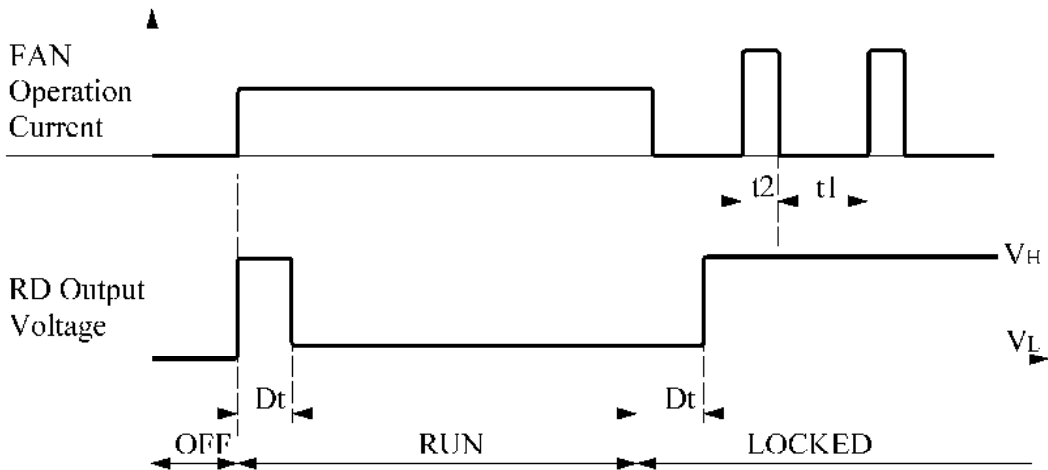 FAN
Operation
Current
t2
t1
RD Output
Voltage
VH
VL
Dt
Dt
OFF
RUN
LOCKED